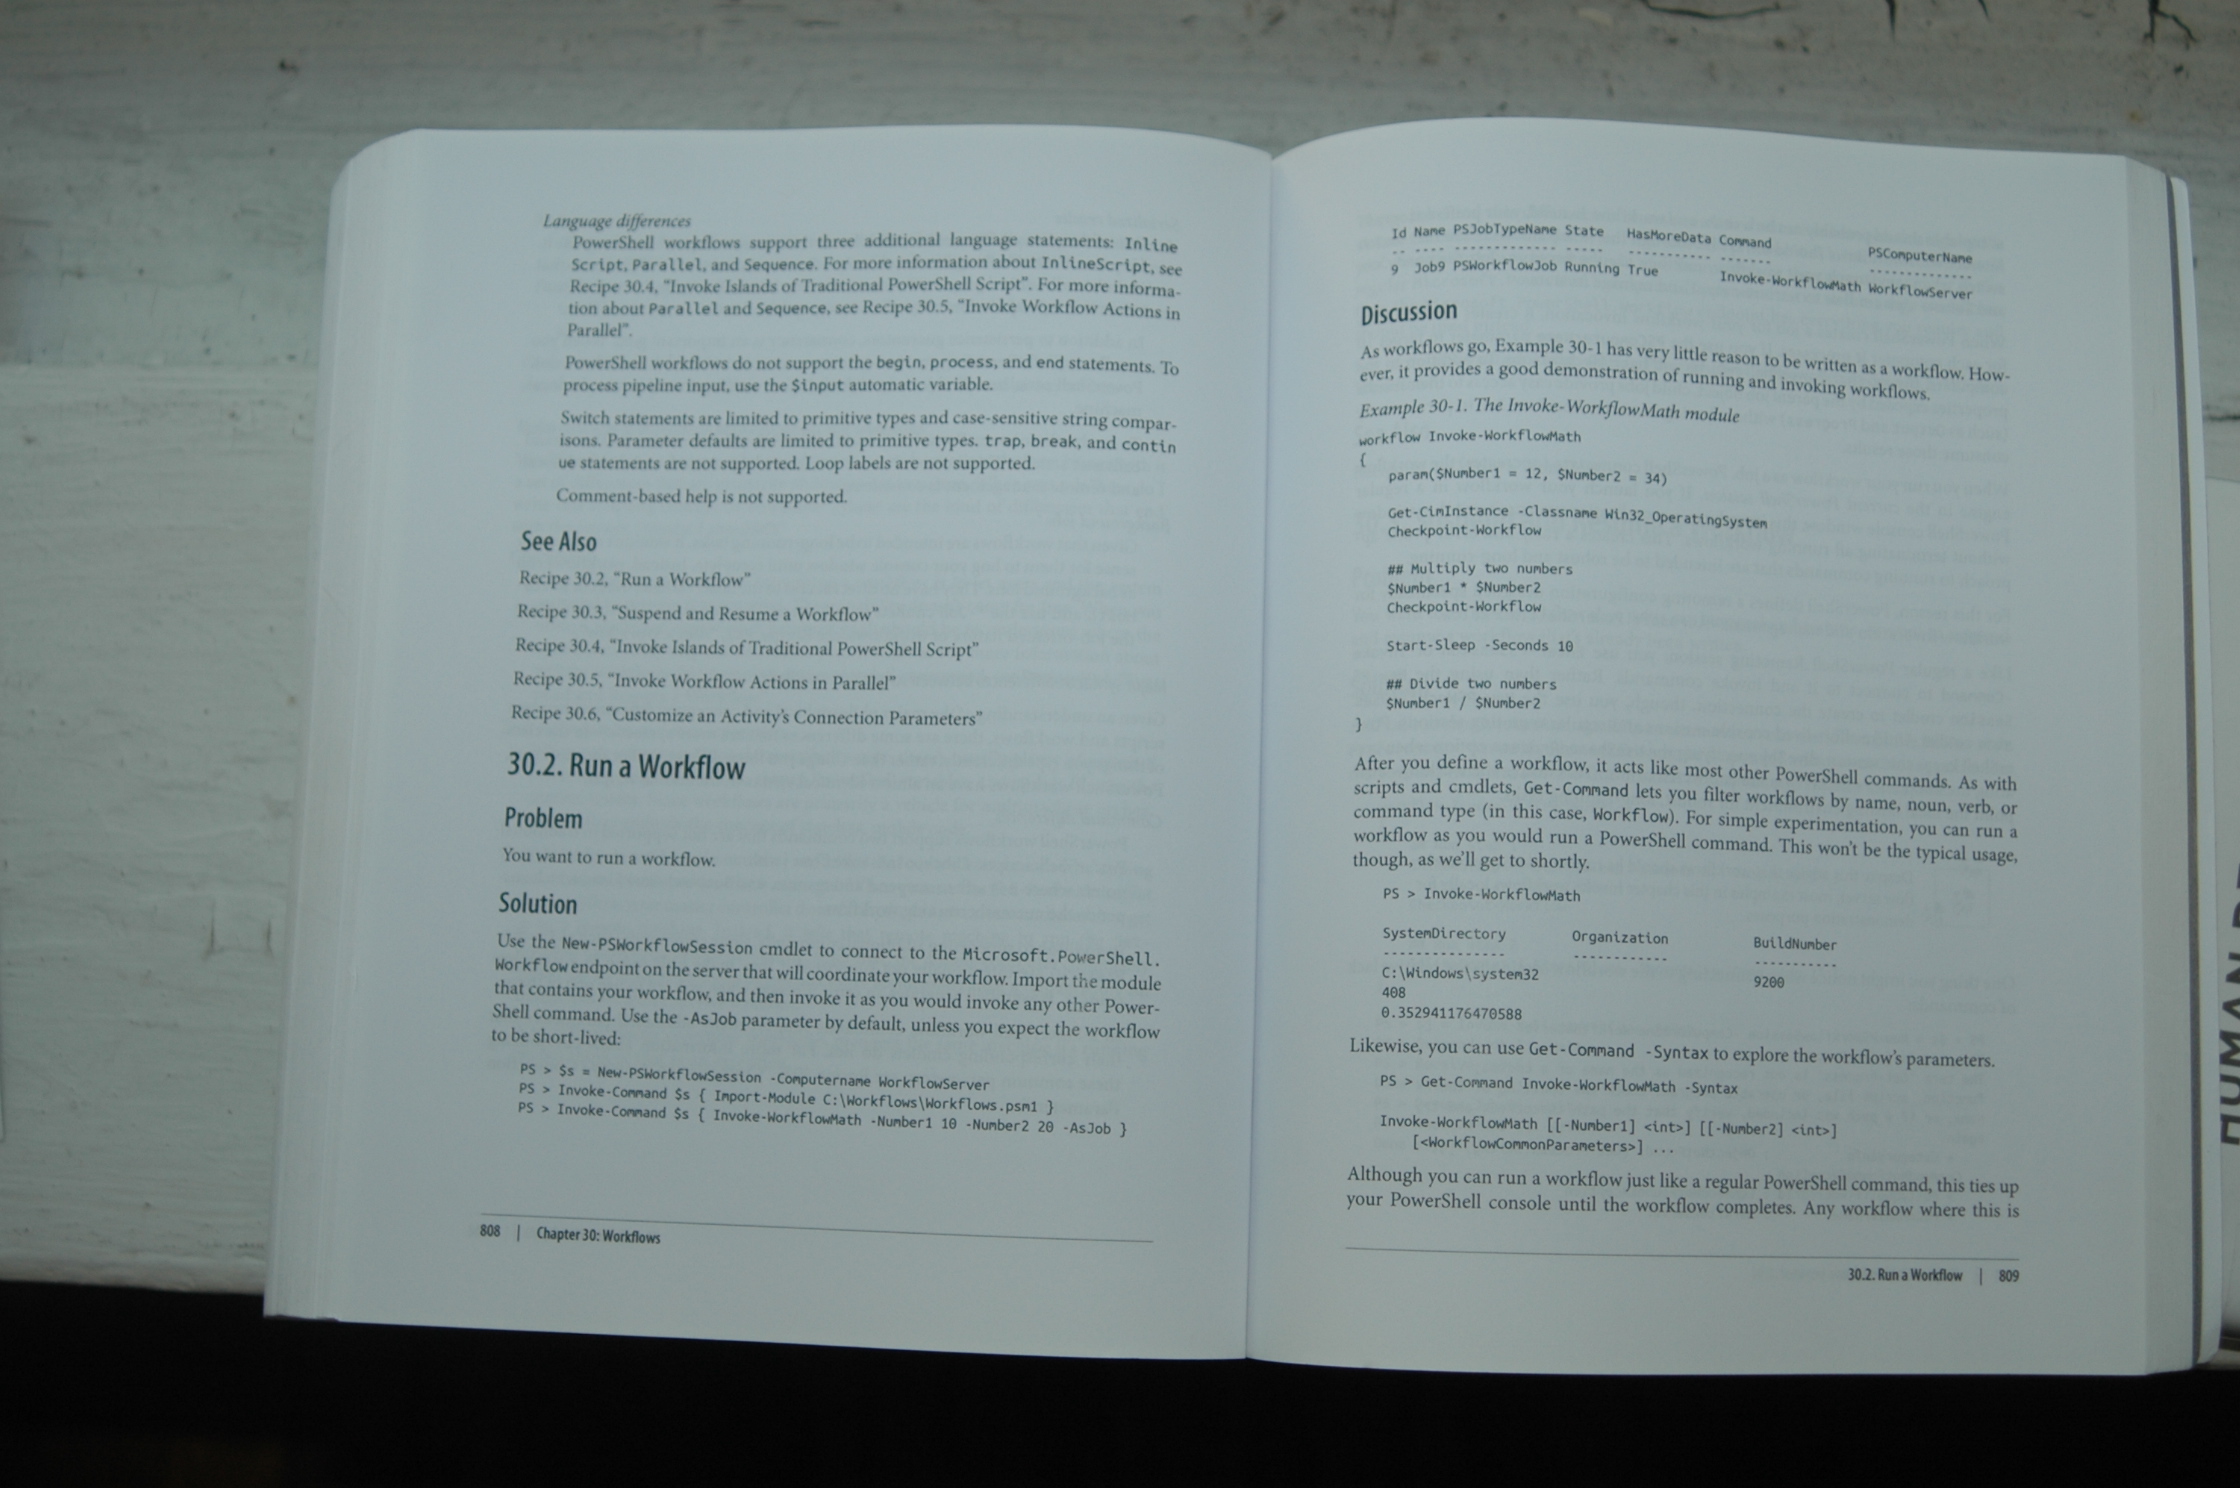 Language differences
PowerShell workflows support three additional language statements: Inline
Script, Parallel, and Sequence. For more information about InlineScript, see
Recipe 30.4, “Invoke Islands of Traditional PowerShell Script”. For more informa-
tion about Parallel and Sequence, see Recipe 30.5, “Invoke Workflow Actions in
Parallel”.
PowerShell workflows do not support the begin, process, and end statements. To
process pipeline input, use the $input automatic variable.
Switch statements are limited to primitive types and case-sensitive string compar-
isons. Parameter defaults are limited to primitive types. trap, break, and contin
ue statements are not supported. Loop labels are not supported.
Comment-based help is not supported.
See Also
Recipe 30.2, “Run a Workflow”
Recipe 30.3, “Suspend and Resume a Workflow”
Recipe 30.4, “Invoke Islands of Traditional PowerShell Script”
Recipe 30.5, “Invoke Workflow Actions in Parallel”
Recipe 30.6, “Customize an Activity’s Connection Parameters”
30.2. Run a Workflow
Problem
You want to run a workflow.
Solution
Use the New-PSWorkflowSession cmdlet to connect to the Microsoft.PowerShell.
Workflow endpoint on the server that will coordinate your workflow. Import the module
that contains your workflow, and then invoke it as you would invoke any other Power-
Shell command. Use the -AsJob parameter by default, unless you expect the workflow
to be short-lived:
PS > $s = New-PSWorkflowSession -Computername WorkflowServer
PS > Invoke-Command $s { Import-Module C:\Workflows\Workflows.psm1 }
PS > Invoke-Command $s { Invoke-WorkflowMath -Number1 10 -Number2 20 -AsJob }
808 | Chapter 30: Workflows
Id Name PSJobTypeName State HasMoreData Command PSComputerName
-- ---- ------------- ----- ----------- ------- -------------
9 Job9 PSWorkflowJob Running True Invoke-WorkflowMath WorkflowServer
Discussion
As workflows go, Example 30-1 has very little reason to be written as a workflow. How-
ever, it provides a good demonstration of running and invoking workflows.
Example 30-1. The Invoke-WorkflowMath module
workflow Invoke-WorkflowMath
{
param($Number1 = 12, $Number2 = 34)
Get-CimInstance -Classname Win32_OperatingSystem
Checkpoint-Workflow
## Multiply two numbers
$Number1 * $Number2
Checkpoint-Workflow
Start-Sleep -Seconds 10
## Divide two numbers
$Number1 / $Number2
}
After you define a workflow, it acts like most other PowerShell commands. As with
scripts and cmdlets, Get-Command lets you filter workflows by name, noun, verb, or
command type (in this case, Workflow). For simple experimentation, you can run a
workflow as you would run a PowerShell command. This won’t be the typical usage,
though, as we’ll get to shortly.
PS > Invoke-WorkflowMath
SystemDirectory Organization BuildNumber
--------------- ------------ -----------
C:\Windows\system32 9200
408
0.352941176470588
Likewise, you can use Get-Command -Syntax to explore the workflow’s parameters.
PS > Get-Command Invoke-WorkflowMath -Syntax
Invoke-WorkflowMath [[-Number1] <int>] [[-Number2] <int>]
[<WorkflowCommonParameters>] ...
Although you can run a workflow just like a regular PowerShell command, this ties up
your PowerShell console until the workflow completes. Any workflow where this is
30.2. Run a Workflow | 809
HUMAN